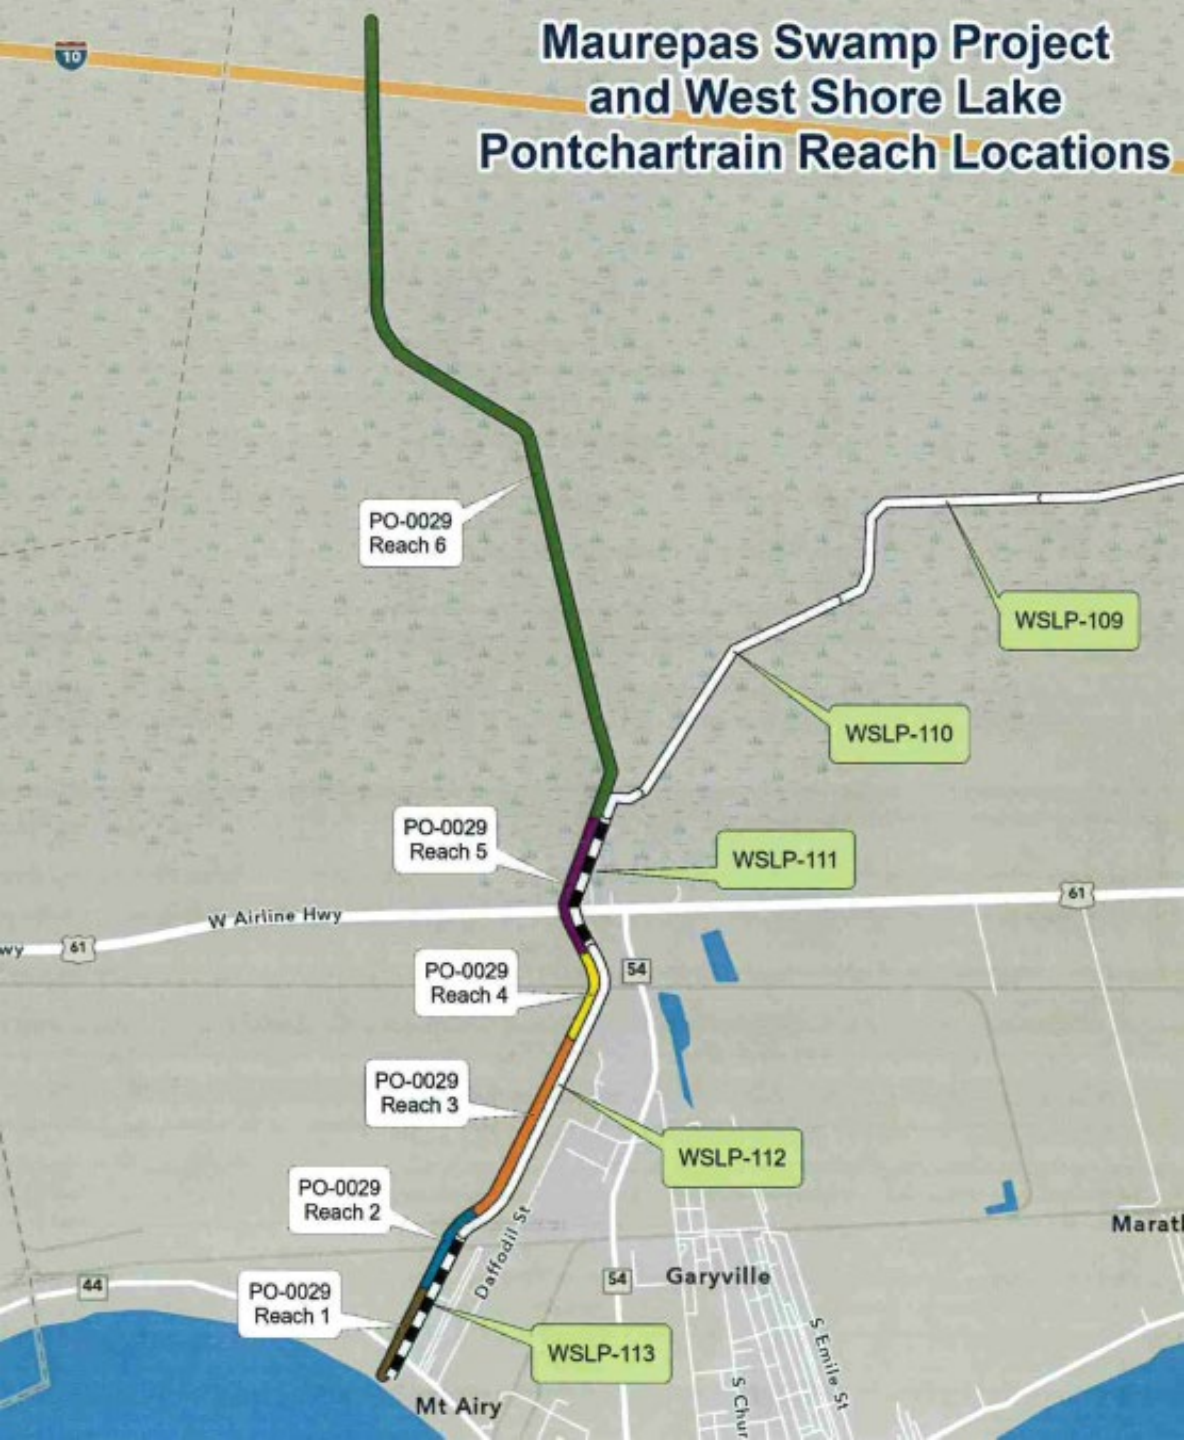 Maurepas Swamp Project
and West Shore Lake
Pontchartrain Reach Locations
10
PO-0029
Reach 6
WSLP-109
WSLP-110
PO-0029
Reach 5
WSLP-111
W Airline Hwy
61
wy
61
PO-0029
Reach 4
54
PO-0029
Reach 3
WSLP-112
PO-0029
Reach 2
Daffodil St
Marath
44
PO-0029
Reach 1
54
Garyville
WSLP-113
S Emile St
S Chur
Mt Airy